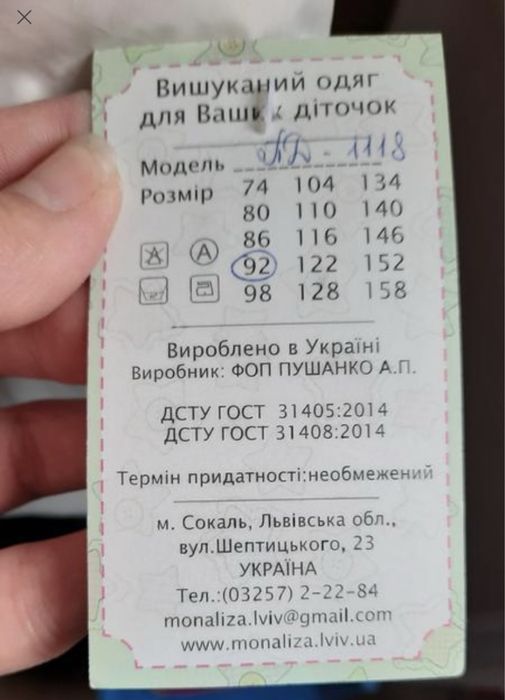 Вишуканий одяг
для Ваших діточок
Модель ПД - 1118
Розмір 74 104 134
80 110 140
86 116 146
92 122 152
98 128 158
A
Вироблено в Україні
Виробник: ФОП ПУШАНКО А.П.
ДСТУ ГОСТ 31405:2014
ДСТУ ГОСТ 31408:2014
Термін придатності:необмежений
м. Сокаль, Львівська обл.,
вул.Шептицького, 23
УКРАЇНА
Тел.:(03257) 2-22-84
monaliza.lviv@gmail.com
www.monaliza.lviv.ua